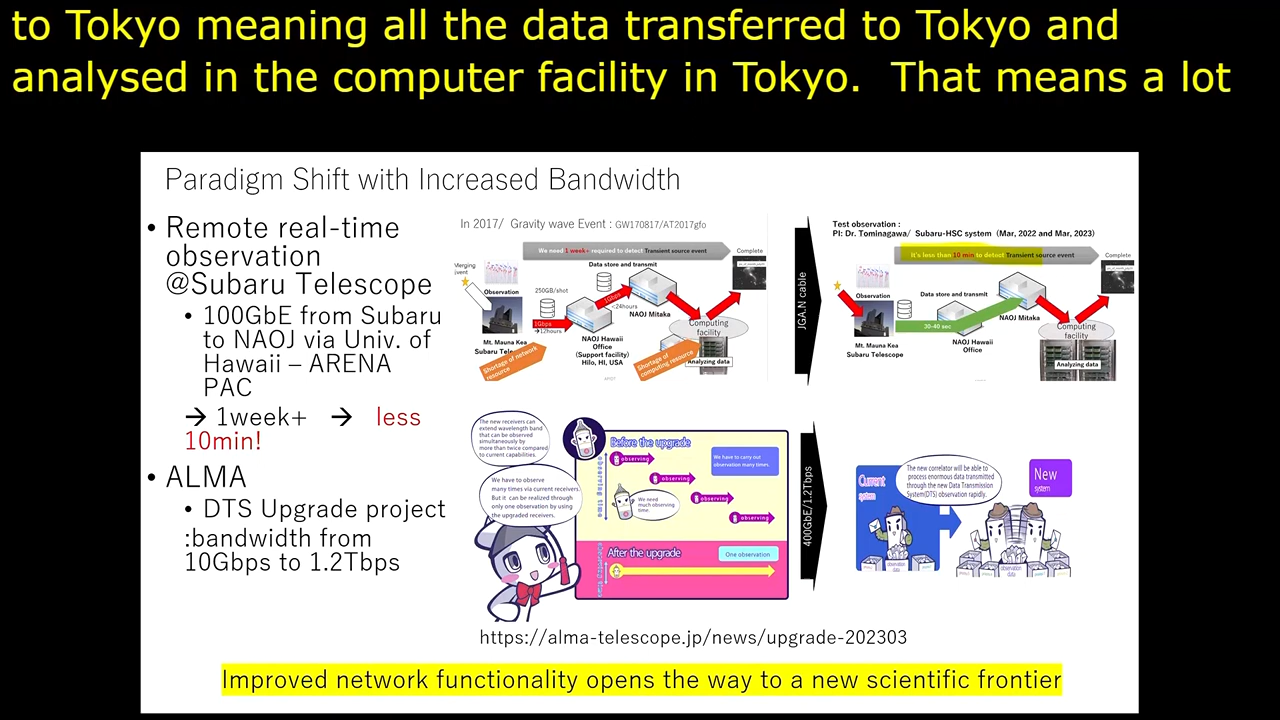 to Tokyo meaning all the data transferred to Tokyo and
analysed in the computer facility in Tokyo.  That means a lot
Paradigm Shift with Increased Bandwidth
• Remote real-time
observation
@Subaru Telescope
• 100GbE from Subaru
to NAOJ via Univ. of
Hawaii – ARENA
PAC
→ 1week+ → less
10min!
• ALMA
• DTS Upgrade project
:bandwidth from
10Gbps to 1.2Tbps
In 2017/ Gravity wave Event : GW170817/AT2017gfo
We need 1 week+ required to detect Transient source event
Complete
Merging
Event
Data store and transmit
Observation
250GB/shot
1Gbps
<24hours
NAOJ Mitaka
1Gbps
→12hours
Computing
facility
Mt. Mauna Kea
Subaru Tele
NAOJ Hawaii
Office
(Support facility)
Hilo, HI, USA
Shortage of network
resource
Shortage of
computing resource
Analyzing data
JGA.N cable
Test observation :
PI: Dr. Tominagawa/ Subaru-HSC system (Mar, 2022 and Mar, 2023)
It's less than 10 min to detect Transient source event
Complete
Observation
Data store and transmit
NAOJ Mitaka
30-40 sec
Mt. Mauna Kea
Subaru Telescope
NAOJ Hawaii
Office
Computing
facility
Analyzing data
The new receivers can
extend wavelength band
that can be observed
simultaneously by
more than twice compared
to current capabilities.
We have to observe
many times via current receivers.
But it can be realized through
only one observation by using
the upgraded receivers.
Before the upgrade
observing
observing
observing
observing
We have to carry out
observation many times.
We need
much observing
time.
observing time
After the upgrade
One observation
400GbE/1.2Tbps
Current
system
The new correlator will be able to
process enormous data transmitted
through the new Data Transmission
System(DTS) observation rapidly.
New
system
observation
data
observation
data
https://alma-telescope.jp/news/upgrade-202303
Improved network functionality opens the way to a new scientific frontier